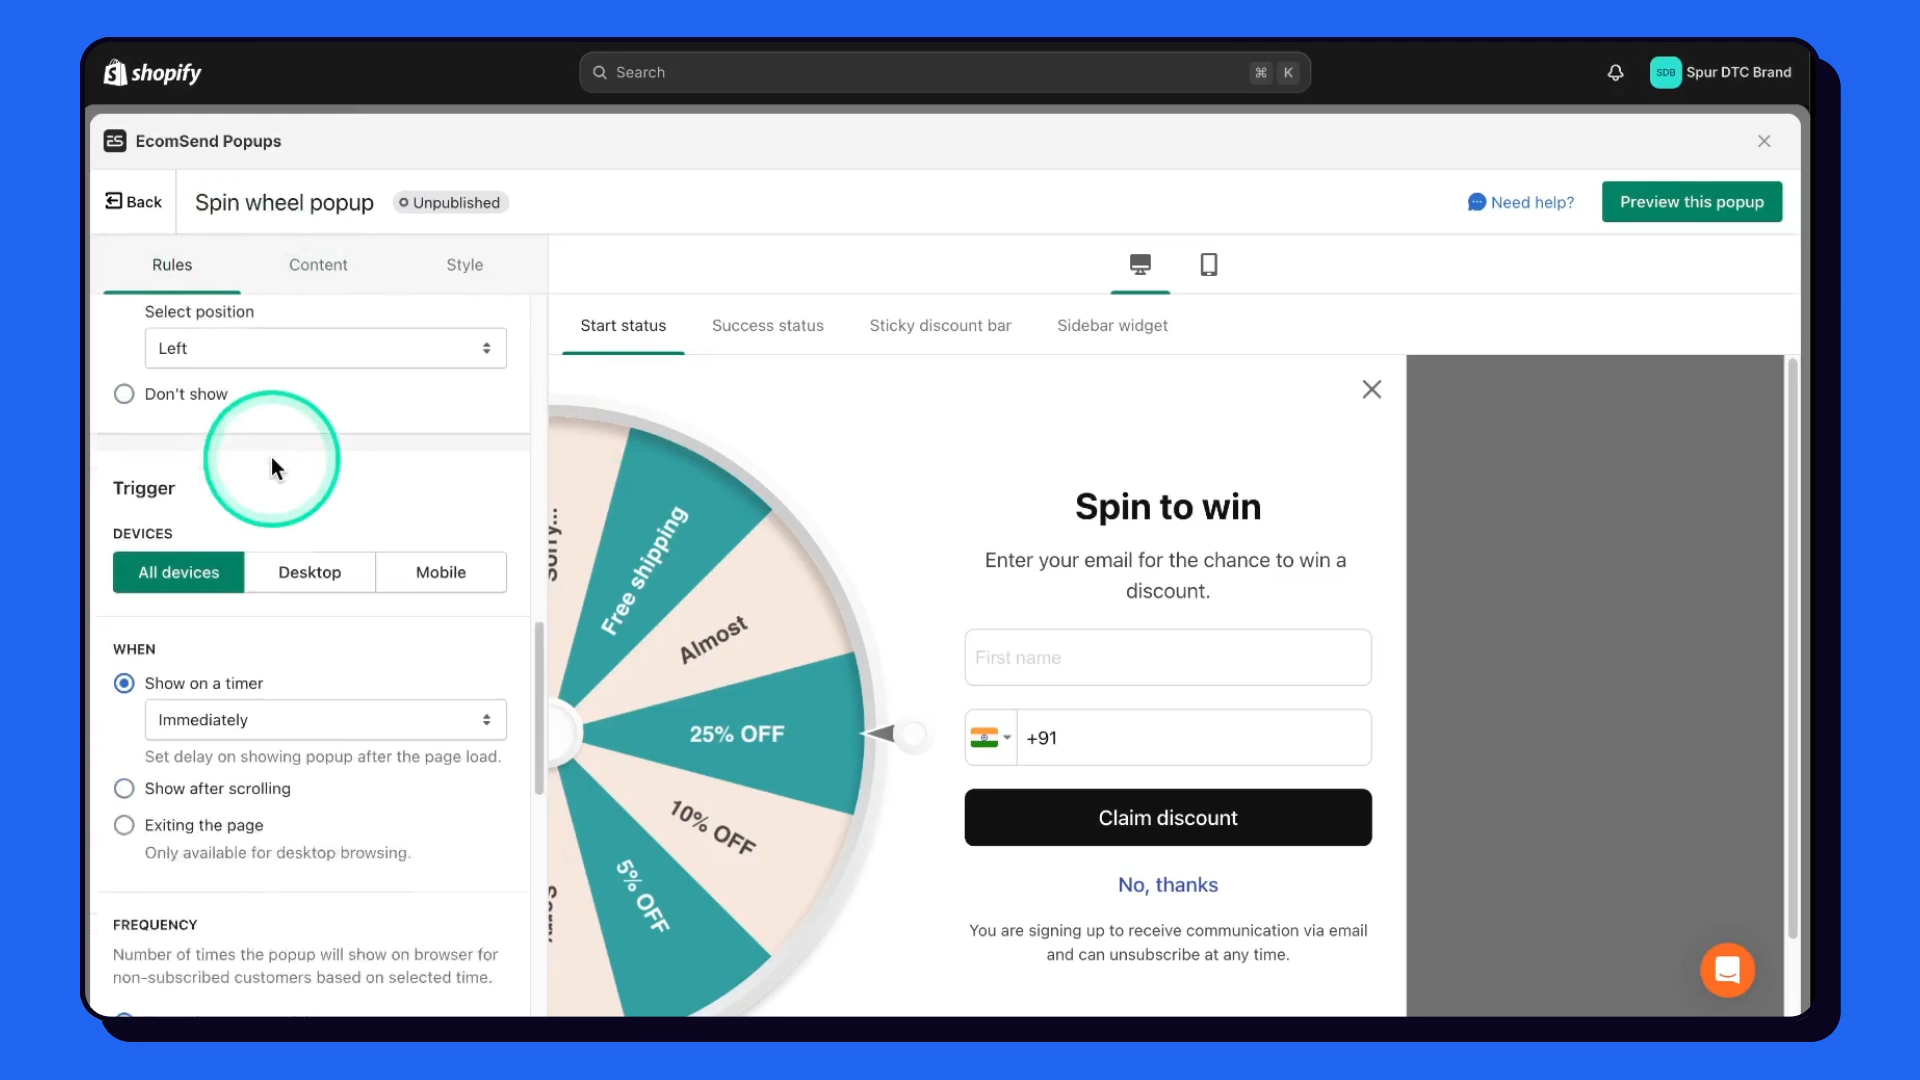 shopify
Search
⌘ K
SDB
Spur DTC Brand
ES
EcomSend Popups
Back
Spin wheel popup
Unpublished
Need help?
Preview this popup
Rules
Content
Style
Select position
Left
Don't show
Trigger
DEVICES
All devices
Desktop
Mobile
WHEN
Show on a timer
Immediately
Set delay on showing popup after the page load.
Show after scrolling
Exiting the page
Only available for desktop browsing.
FREQUENCY
Number of times the popup will show on browser for
non-subscribed customers based on selected time.
Start status
Success status
Sticky discount bar
Sidebar widget
Sorry...
Free shipping
Almost
25% OFF
10% OFF
5% OFF
Spin to win
Enter your email for the chance to win a
discount.
First name
+91
Claim discount
No, thanks
You are signing up to receive communication via email
and can unsubscribe at any time.